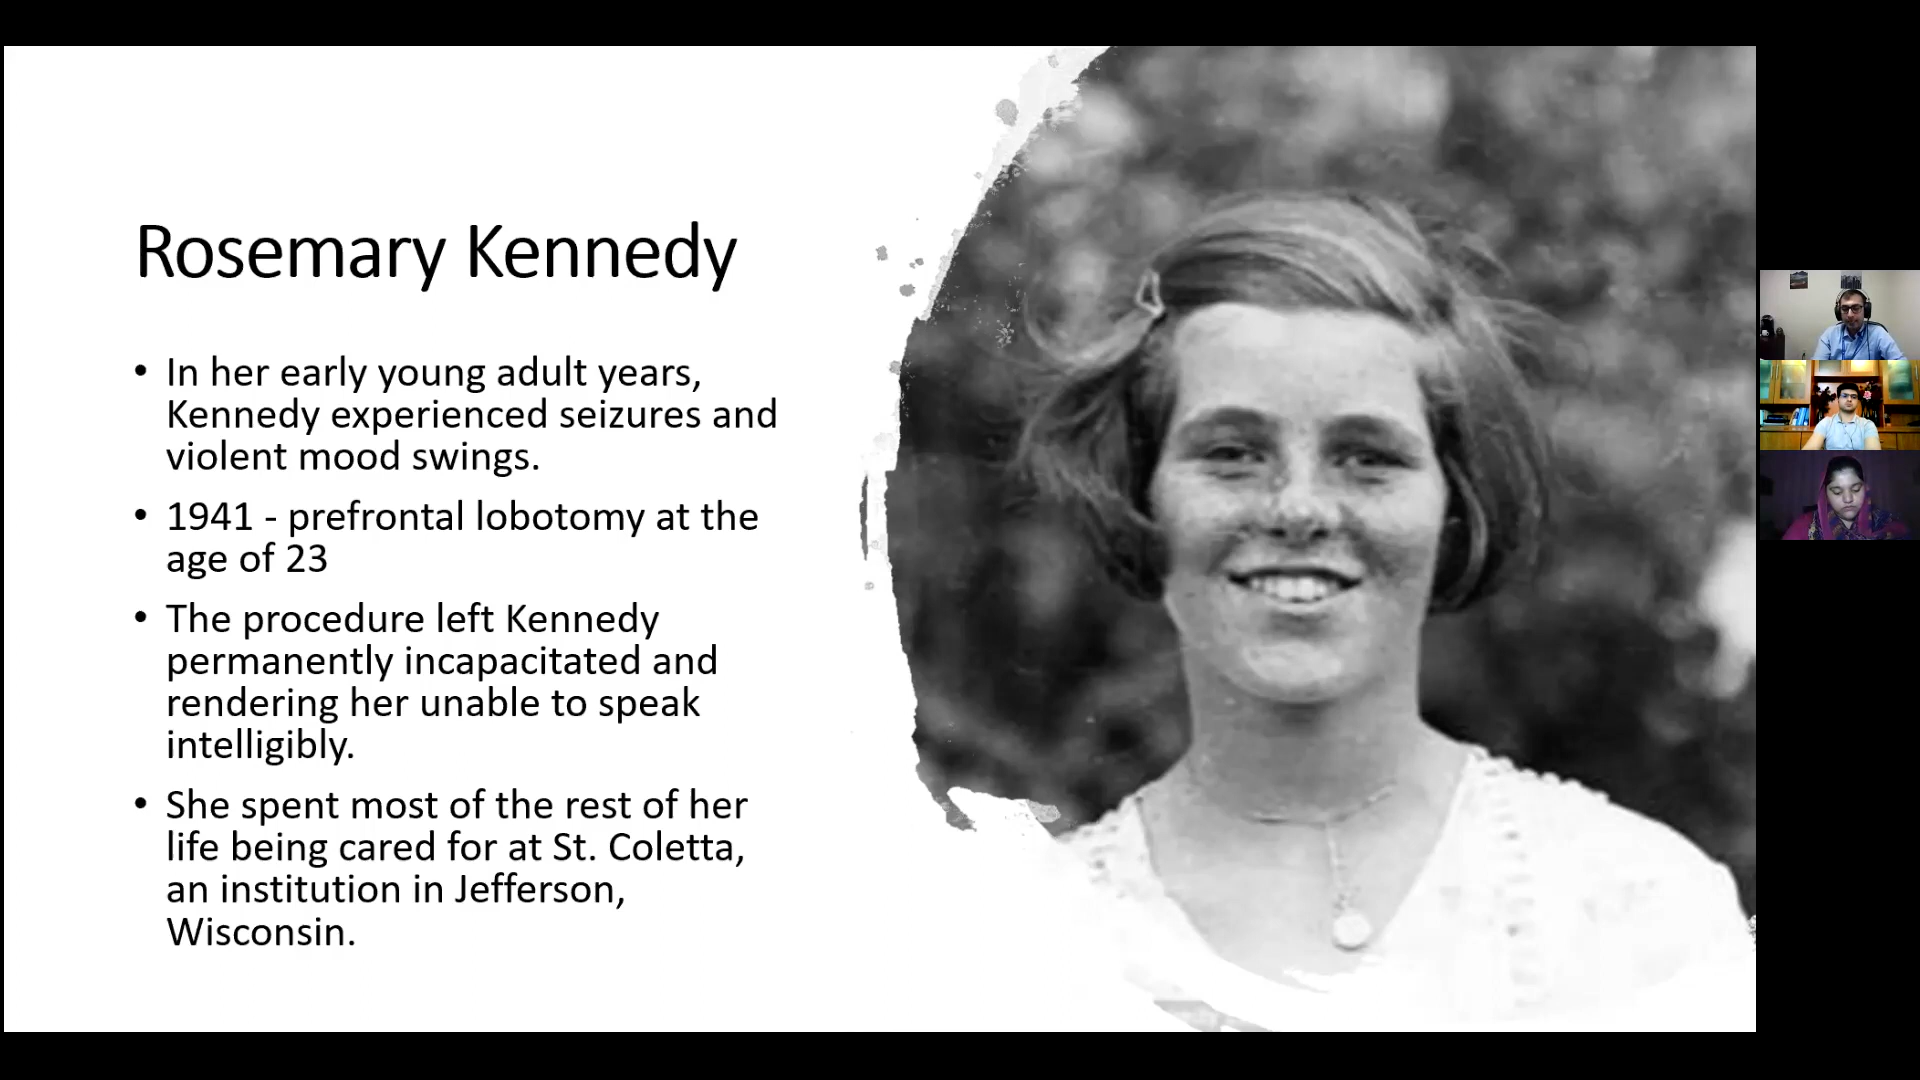 Rosemary Kennedy
• In her early young adult years,
Kennedy experienced seizures and
violent mood swings.
• 1941 - prefrontal lobotomy at the
age of 23
• The procedure left Kennedy
permanently incapacitated and
rendering her unable to speak
intelligibly.
• She spent most of the rest of her
life being cared for at St. Coletta,
an institution in Jefferson,
Wisconsin.